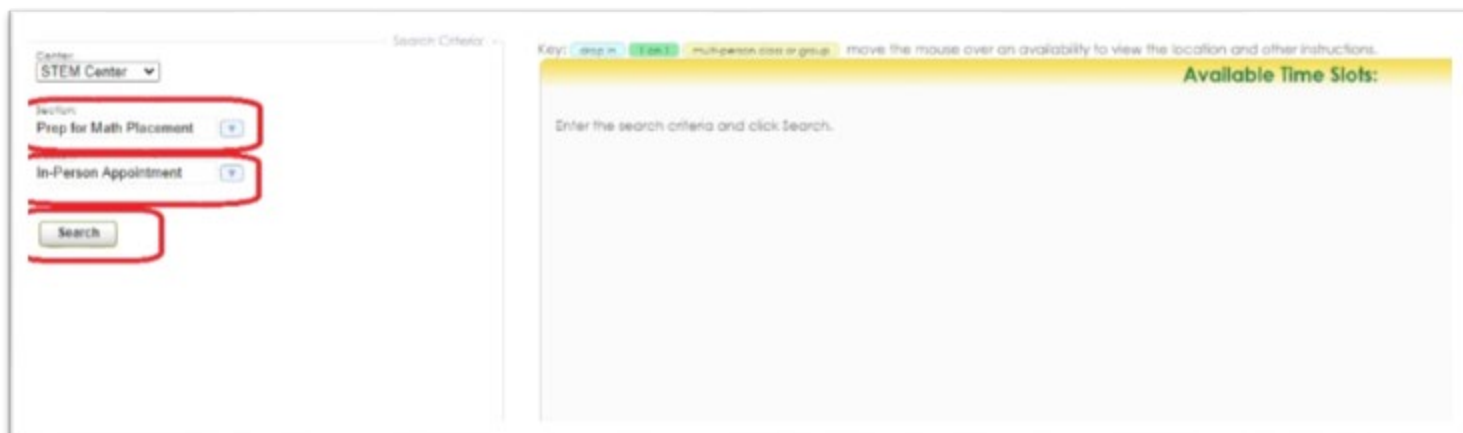 Search Criteria:
Center:
STEM Center
Section:
Prep for Math Placement
In-Person Appointment
Search
Key: drop in 1 on 1 multi-person class or group move the mouse over an availability to view the location and other instructions.
Available Time Slots:
Enter the search criteria and click Search.